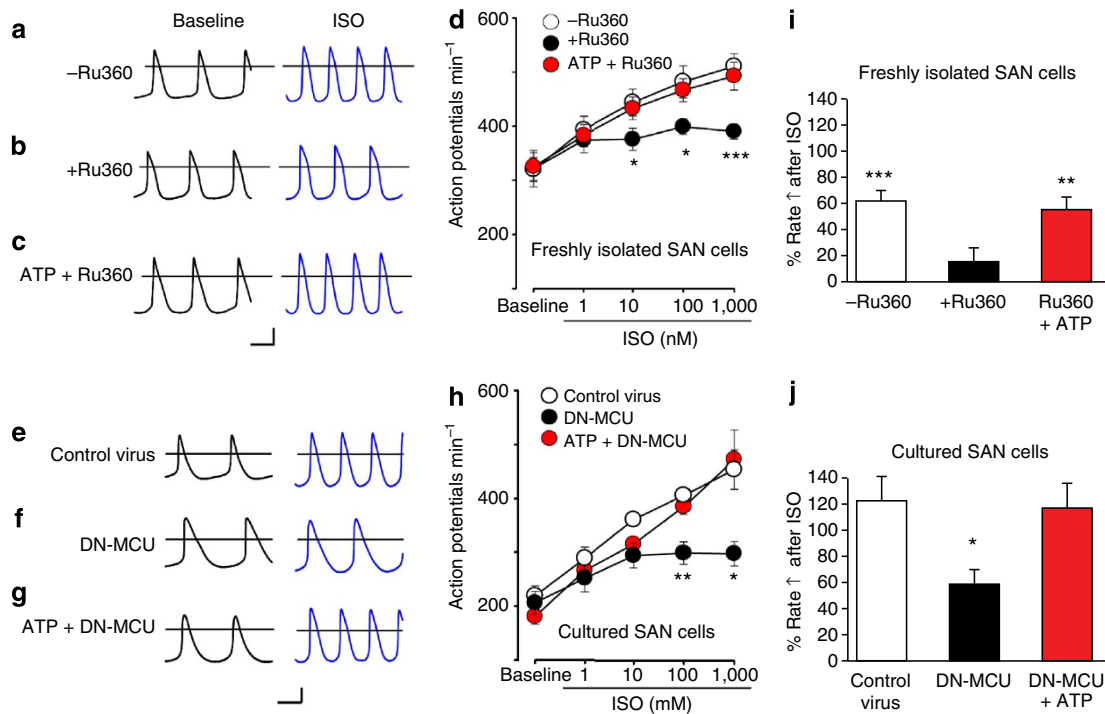 a
Baseline
ISO
–Ru360
b
+Ru360
c
ATP + Ru360
d
–Ru360
+Ru360
ATP + Ru360
600
400
200
Action potentials min–1
*
*
***
Freshly isolated SAN cells
Baseline
1
10
100
1,000
ISO (nM)
i
Freshly isolated SAN cells
140
120
100
80
60
40
20
0
% Rate ↑ after ISO
***
**
–Ru360
+Ru360
Ru360
+ ATP
e
Control virus
f
DN-MCU
g
ATP + DN-MCU
h
Control virus
DN-MCU
ATP + DN-MCU
600
400
200
Action potentials min–1
**
*
Cultured SAN cells
Baseline
1
10
100
1,000
ISO (mM)
j
Cultured SAN cells
140
120
100
80
60
40
20
0
% Rate ↑ after ISO
*
Control
virus
DN-MCU
DN-MCU
+ ATP